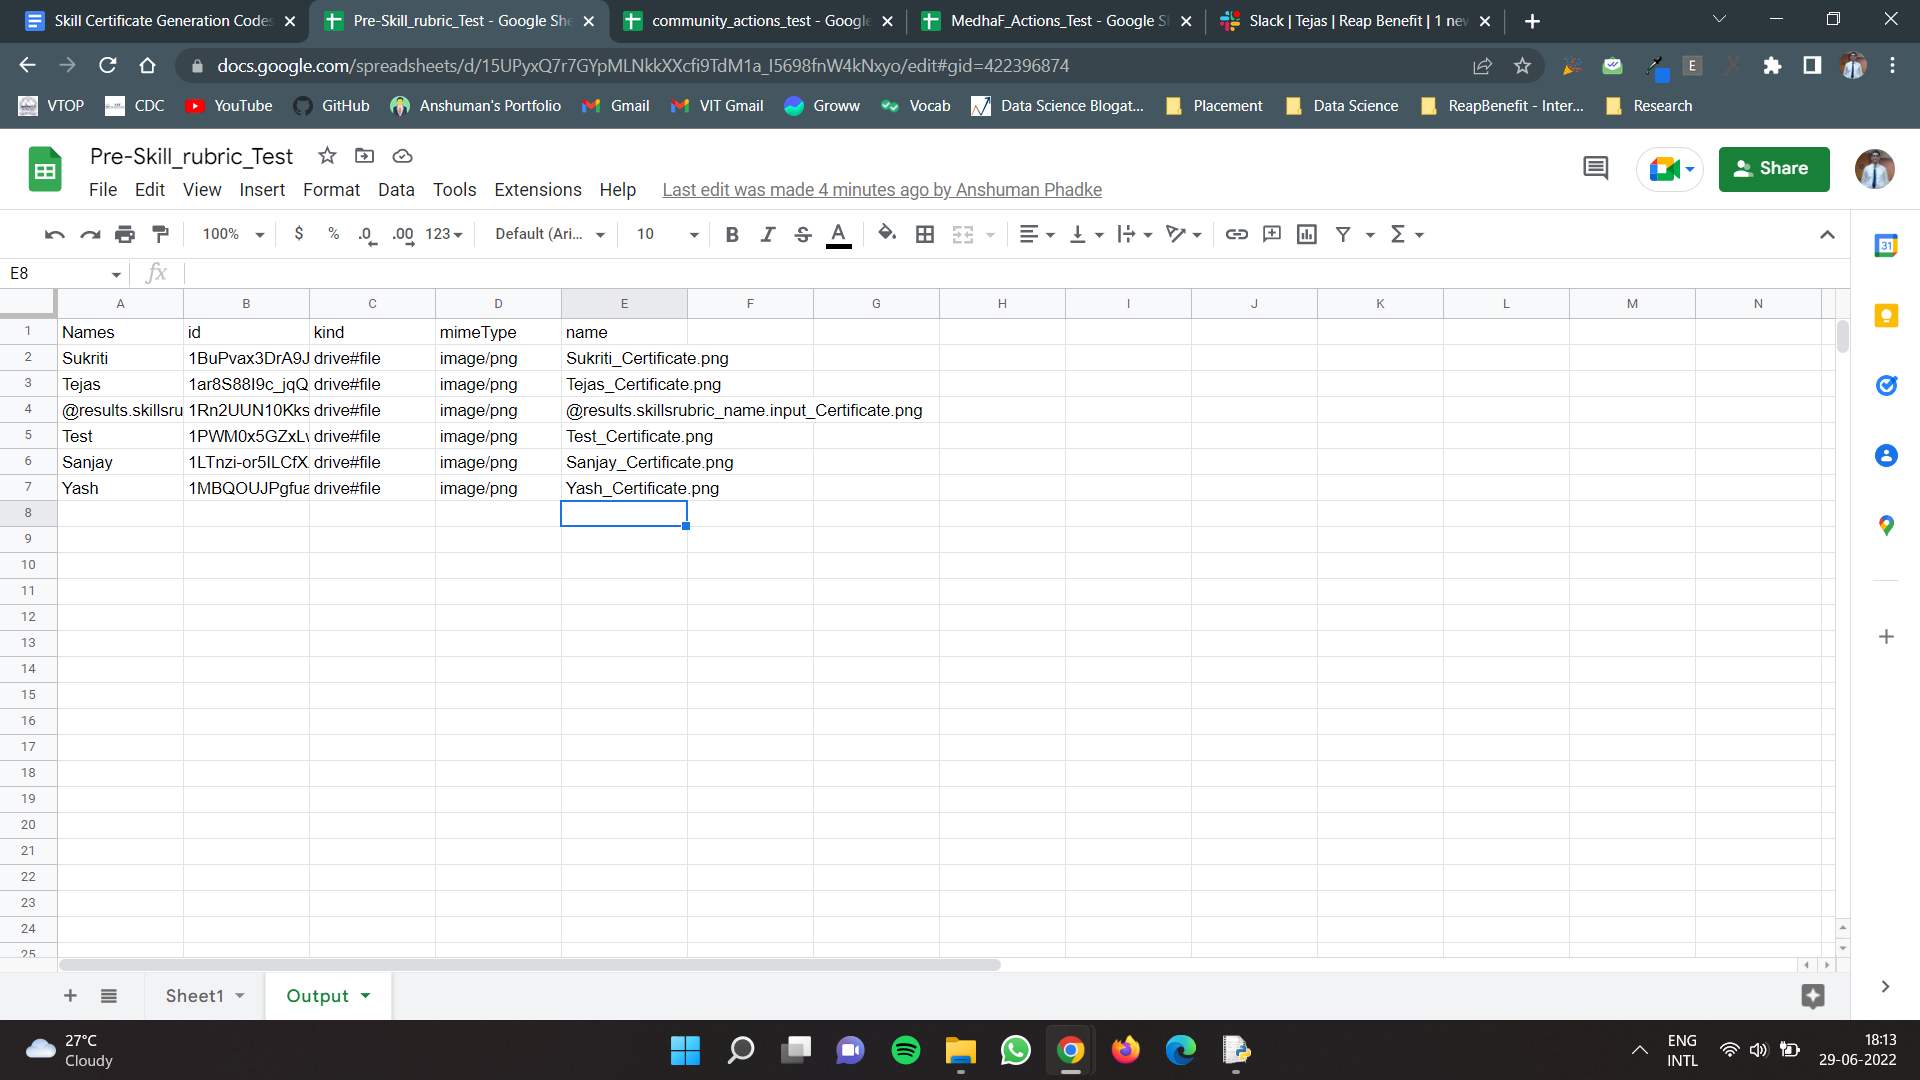 Skill Certificate Generation Codes
Pre-Skill_rubric_Test - Google She
community_actions_test - Google
MedhaF_Actions_Test - Google Sl
Slack | Tejas | Reap Benefit | 1 new
docs.google.com/spreadsheets/d/15UPyxQ7r7GYpMLNkkXXcfi9TdM1a_I5698fnW4kNxyo/edit#gid=422396874
VTOP CDC YouTube GitHub Anshuman's Portfolio Gmail VIT Gmail Groww Vocab Data Science Blogat... Placement Data Science ReapBenefit - Inter... Research
Pre-Skill_rubric_Test
Share
File Edit View Insert Format Data Tools Extensions Help Last edit was made 4 minutes ago by Anshuman Phadke
100% $ % .0 .00 123 Default (Ari... 10 B I S A
E8 fx
A B C D E F G H I J K L M N
1 Names id kind mimeType name
2 Sukriti 1BuPvax3DrA9J drive#file image/png Sukriti_Certificate.png
3 Tejas 1ar8S88I9c_jqQ drive#file image/png Tejas_Certificate.png
4 @results.skillsru 1Rn2UUN10Kks drive#file image/png @results.skillsrubric_name.input_Certificate.png
5 Test 1PWM0x5GZxLw drive#file image/png Test_Certificate.png
6 Sanjay 1LTnzi-or5ILCfX drive#file image/png Sanjay_Certificate.png
7 Yash 1MBQOUJPgfua drive#file image/png Yash_Certificate.png
8
9
10
11
12
13
14
15
16
17
18
19
20
21
22
23
24
25
Sheet1 Output
27°C
Cloudy
ENG
INTL
18:13
29-06-2022